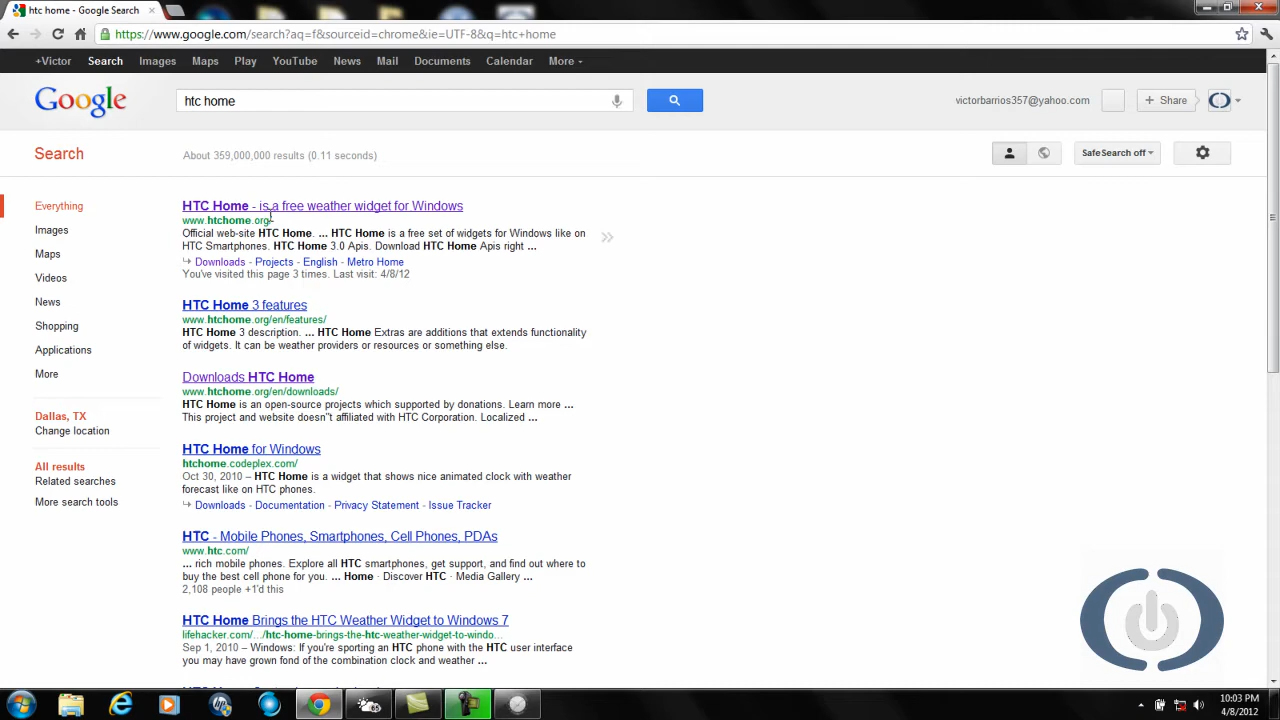 htc home - Google Search
https://www.google.com/search?aq=f&sourceid=chrome&ie=UTF-8&q=htc+home
+Victor Search Images Maps Play YouTube News Mail Documents Calendar More
Google
htc home
victorbarrios357@yahoo.com
+ Share
Search
About 359,000,000 results (0.11 seconds)
SafeSearch off
Everything
Images
Maps
Videos
News
Shopping
Applications
More
Dallas, TX
Change location
All results
Related searches
More search tools
HTC Home - is a free weather widget for Windows
www.htchome.org/
Official web-site HTC Home. ... HTC Home is a free set of widgets for Windows like on
HTC Smartphones. HTC Home 3.0 Apis. Download HTC Home Apis right ...
Downloads - Projects - English - Metro Home
You've visited this page 3 times. Last visit: 4/8/12
HTC Home 3 features
www.htchome.org/en/features/
HTC Home 3 description. ... HTC Home Extras are additions that extends functionality
of widgets. It can be weather providers or resources or something else.
Downloads HTC Home
www.htchome.org/en/downloads/
HTC Home is an open-source projects which supported by donations. Learn more ...
This project and website doesn"t affiliated with HTC Corporation. Localized ...
HTC Home for Windows
htchome.codeplex.com/
Oct 30, 2010 – HTC Home is a widget that shows nice animated clock with weather
forecast like on HTC phones.
Downloads - Documentation - Privacy Statement - Issue Tracker
HTC - Mobile Phones, Smartphones, Cell Phones, PDAs
www.htc.com/
... rich mobile phones. Explore all HTC smartphones, get support, and find out where to
buy the best cell phone for you. ... Home · Discover HTC · Media Gallery ...
2,108 people +1'd this
HTC Home Brings the HTC Weather Widget to Windows 7
lifehacker.com/.../htc-home-brings-the-htc-weather-widget-to-windo...
Sep 1, 2010 – Windows: If you're sporting an HTC phone with the HTC user interface
you may have grown fond of the combination clock and weather ...
10:03 PM
4/8/2012